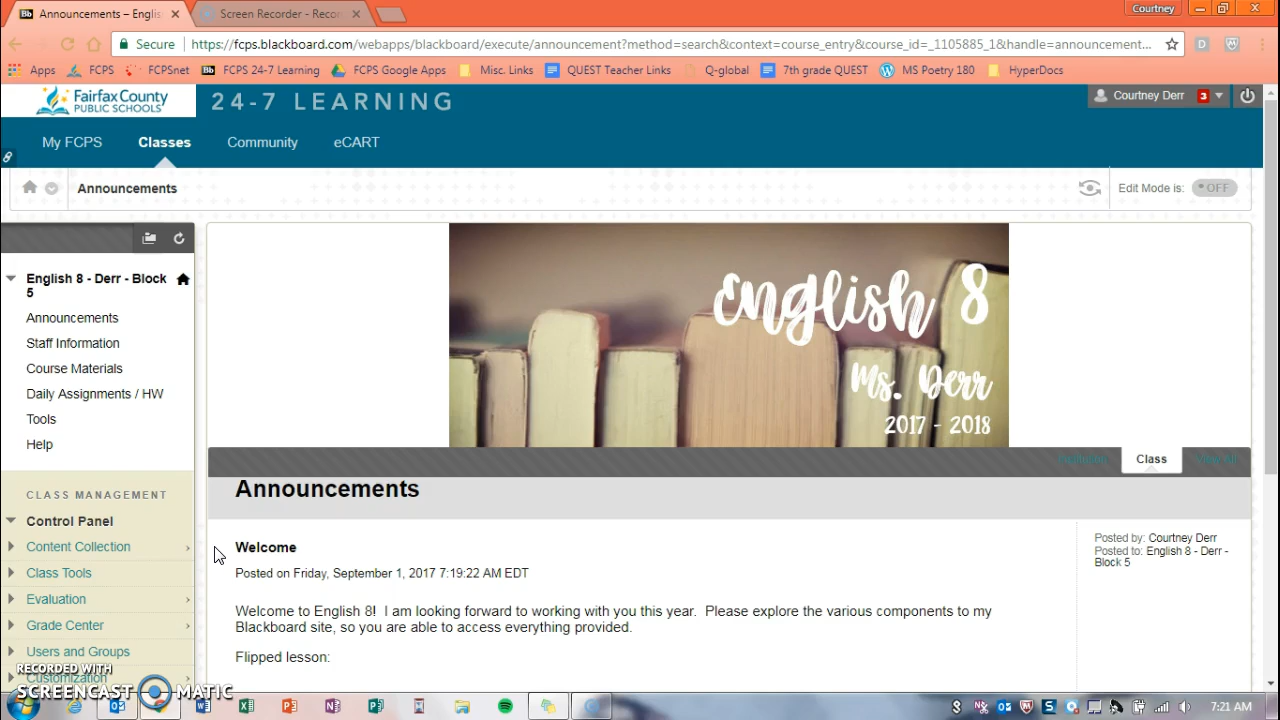 Bb Announcements – Englis
Screen Recorder - Recor
Courtney
Secure
https://fcps.blackboard.com/webapps/blackboard/execute/announcement?method=search&context=course_entry&course_id=_1105885_1&handle=announcement...
Apps
FCPS
FCPSnet
Bb FCPS 24-7 Learning
FCPS Google Apps
Misc. Links
QUEST Teacher Links
Q-global
7th grade QUEST
MS Poetry 180
HyperDocs
Fairfax County
PUBLIC SCHOOLS
24-7 LEARNING
Courtney Derr 3
My FCPS
Classes
Community
eCART
Announcements
Edit Mode is: OFF
English 8 - Derr - Block
5
Announcements
Staff Information
Course Materials
Daily Assignments / HW
Tools
Help
CLASS MANAGEMENT
Control Panel
Content Collection
Class Tools
Evaluation
Grade Center
Users and Groups
Customization
English 8
Ms. Derr
2017 - 2018
Class
View All
Announcements
Welcome
Posted on Friday, September 1, 2017 7:19:22 AM EDT
Welcome to English 8!  I am looking forward to working with you this year.  Please explore the various components to my
Blackboard site, so you are able to access everything provided.
Flipped lesson:
Posted by: Courtney Derr
Posted to: English 8 - Derr -
Block 5
RECORDED WITH
SCREENCAST MATIC
7:21 AM